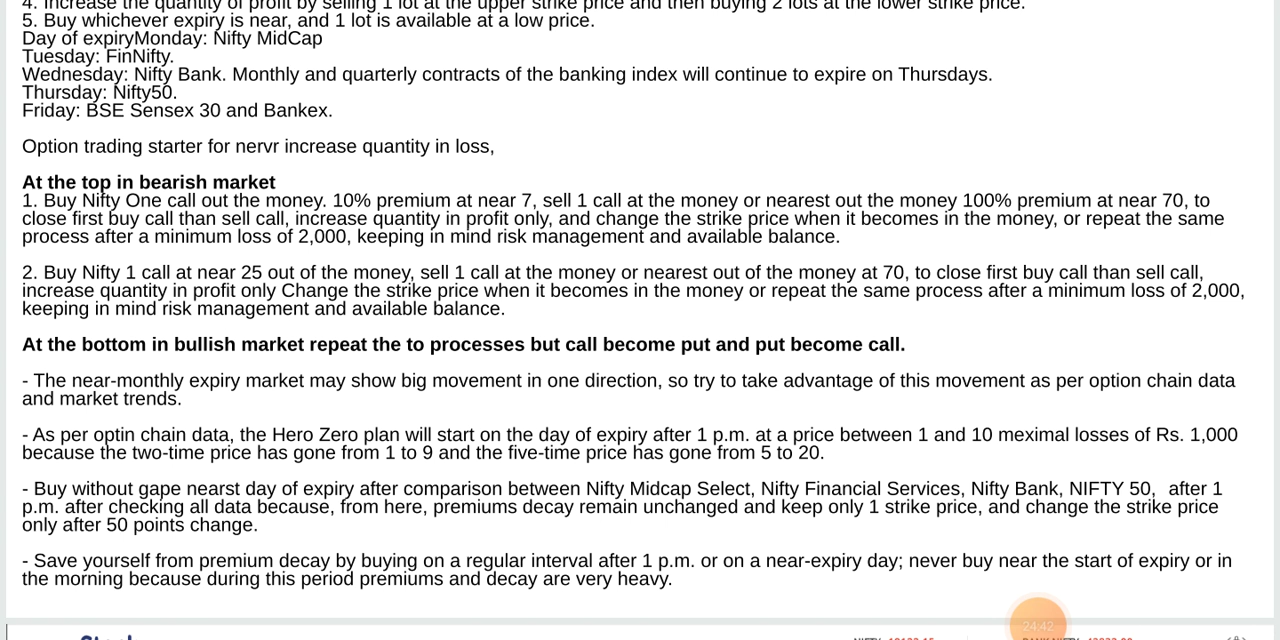 4. Increase the quantity of profit by selling 1 lot at the upper strike price and then buying 2 lots at the lower strike price.
5. Buy whichever expiry is near, and 1 lot is available at a low price.
Day of expiryMonday: Nifty MidCap
Tuesday: FinNifty.
Wednesday: Nifty Bank. Monthly and quarterly contracts of the banking index will continue to expire on Thursdays.
Thursday: Nifty50.
Friday: BSE Sensex 30 and Bankex.
Option trading starter for nervr increase quantity in loss,
At the top in bearish market
1. Buy Nifty One call out the money. 10% premium at near 7, sell 1 call at the money or nearest out the money 100% premium at near 70, to
close first buy call than sell call, increase quantity in profit only, and change the strike price when it becomes in the money, or repeat the same
process after a minimum loss of 2,000, keeping in mind risk management and available balance.
2. Buy Nifty 1 call at near 25 out of the money, sell 1 call at the money or nearest out of the money at 70, to close first buy call than sell call,
increase quantity in profit only Change the strike price when it becomes in the money or repeat the same process after a minimum loss of 2,000,
keeping in mind risk management and available balance.
At the bottom in bullish market repeat the to processes but call become put and put become call.
- The near-monthly expiry market may show big movement in one direction, so try to take advantage of this movement as per option chain data
and market trends.
- As per optin chain data, the Hero Zero plan will start on the day of expiry after 1 p.m. at a price between 1 and 10 meximal losses of Rs. 1,000
because the two-time price has gone from 1 to 9 and the five-time price has gone from 5 to 20.
- Buy without gape nearst day of expiry after comparison between Nifty Midcap Select, Nifty Financial Services, Nifty Bank, NIFTY 50,  after 1
p.m. after checking all data because, from here, premiums decay remain unchanged and keep only 1 strike price, and change the strike price
only after 50 points change.
- Save yourself from premium decay by buying on a regular interval after 1 p.m. or on a near-expiry day; never buy near the start of expiry or in
the morning because during this period premiums and decay are very heavy.
24:42